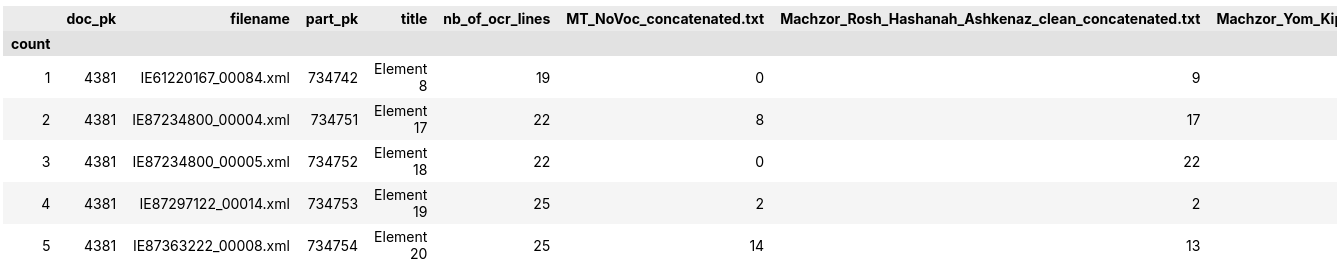 doc_pk filename part_pk title nb_of_ocr_lines MT_NoVoc_concatenated.txt Machzor_Rosh_Hashanah_Ashkenaz_clean_concatenated.txt Machzor_Yom_Kip
count
1 4381 IE61220167_00084.xml 734742 Element 8 19 0 9
2 4381 IE87234800_00004.xml 734751 Element 17 22 8 17
3 4381 IE87234800_00005.xml 734752 Element 18 22 0 22
4 4381 IE87297122_00014.xml 734753 Element 19 25 2 2
5 4381 IE87363222_00008.xml 734754 Element 20 25 14 13